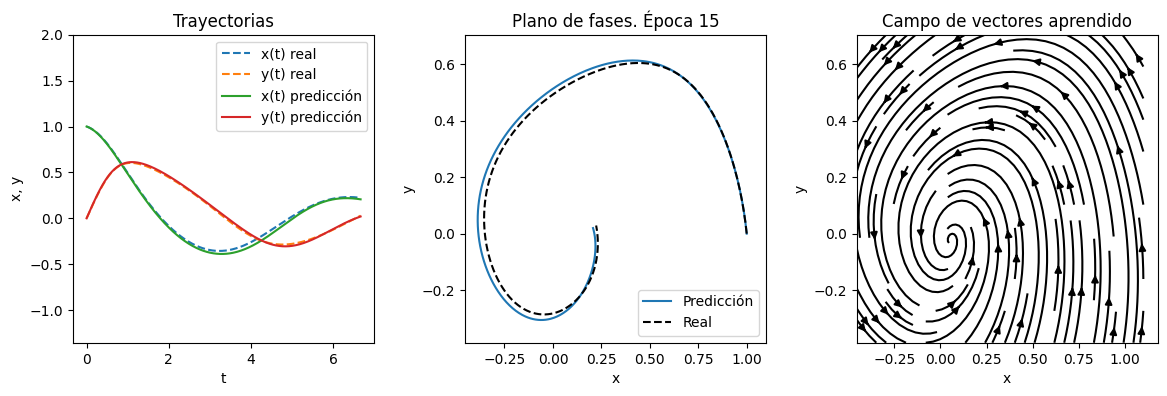 Trayectorias
2.0
1.5
1.0
0.5
0.0
−0.5
−1.0
x, y
0
2
4
6
t
x(t) real
y(t) real
x(t) predicción
y(t) predicción
Plano de fases. Época 15
0.6
0.4
0.2
0.0
−0.2
y
−0.25
0.00
0.25
0.50
0.75
1.00
x
Predicción
Real
Campo de vectores aprendido
0.6
0.4
0.2
0.0
−0.2
y
−0.25
0.00
0.25
0.50
0.75
1.00
x